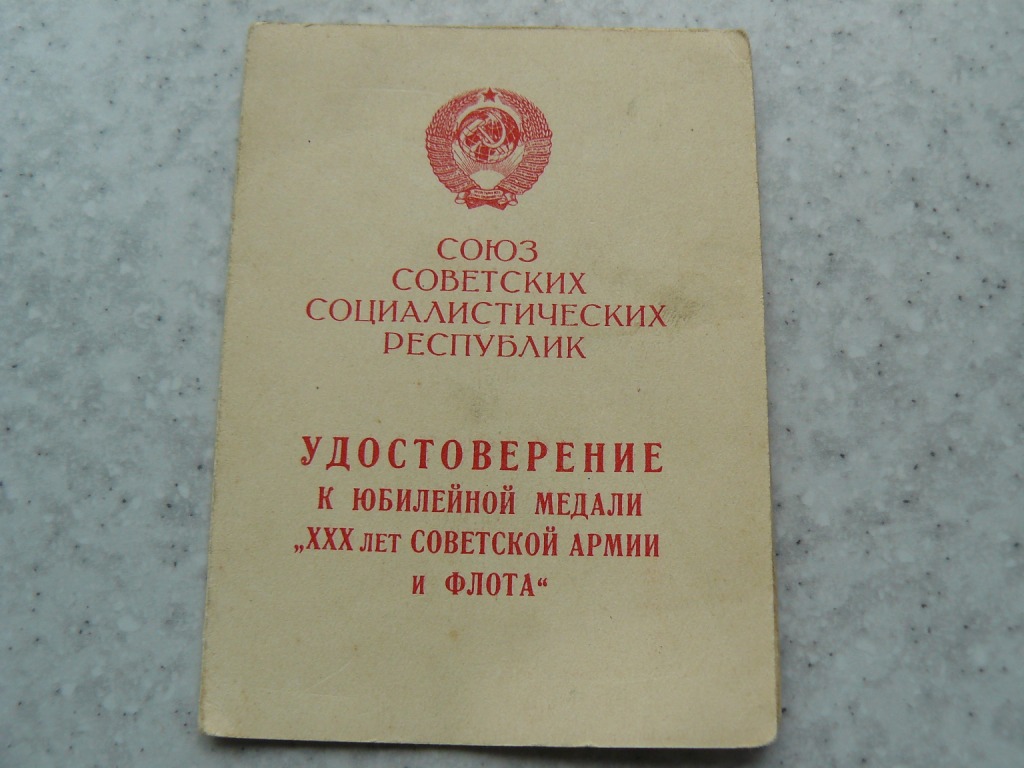 СОЮЗ
СОВЕТСКИХ
СОЦИАЛИСТИЧЕСКИХ
РЕСПУБЛИК
УДОСТОВЕРЕНИЕ
К ЮБИЛЕЙНОЙ МЕДАЛИ
„XXX ЛЕТ СОВЕТСКОЙ АРМИИ
И ФЛОТА“